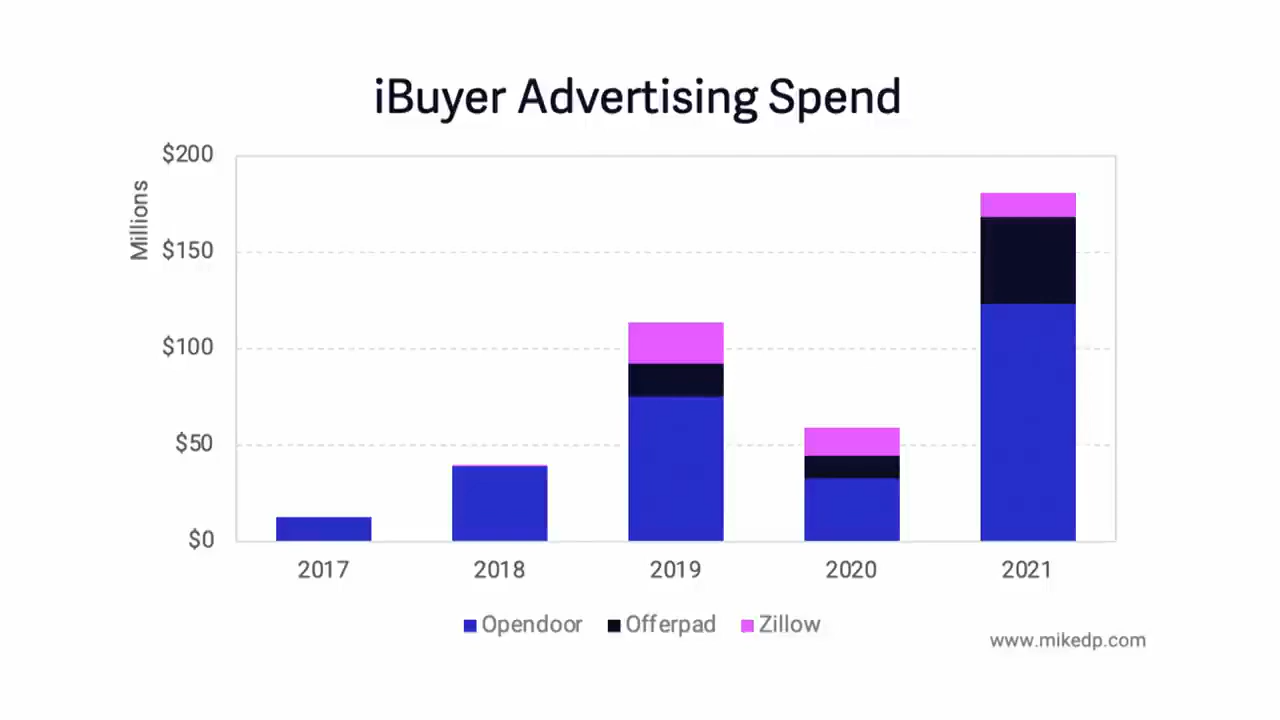 iBuyer Advertising Spend
Millions
$200
$150
$100
$50
$0
2017 2018 2019 2020 2021
Opendoor Offerpad Zillow
www.mikedp.com